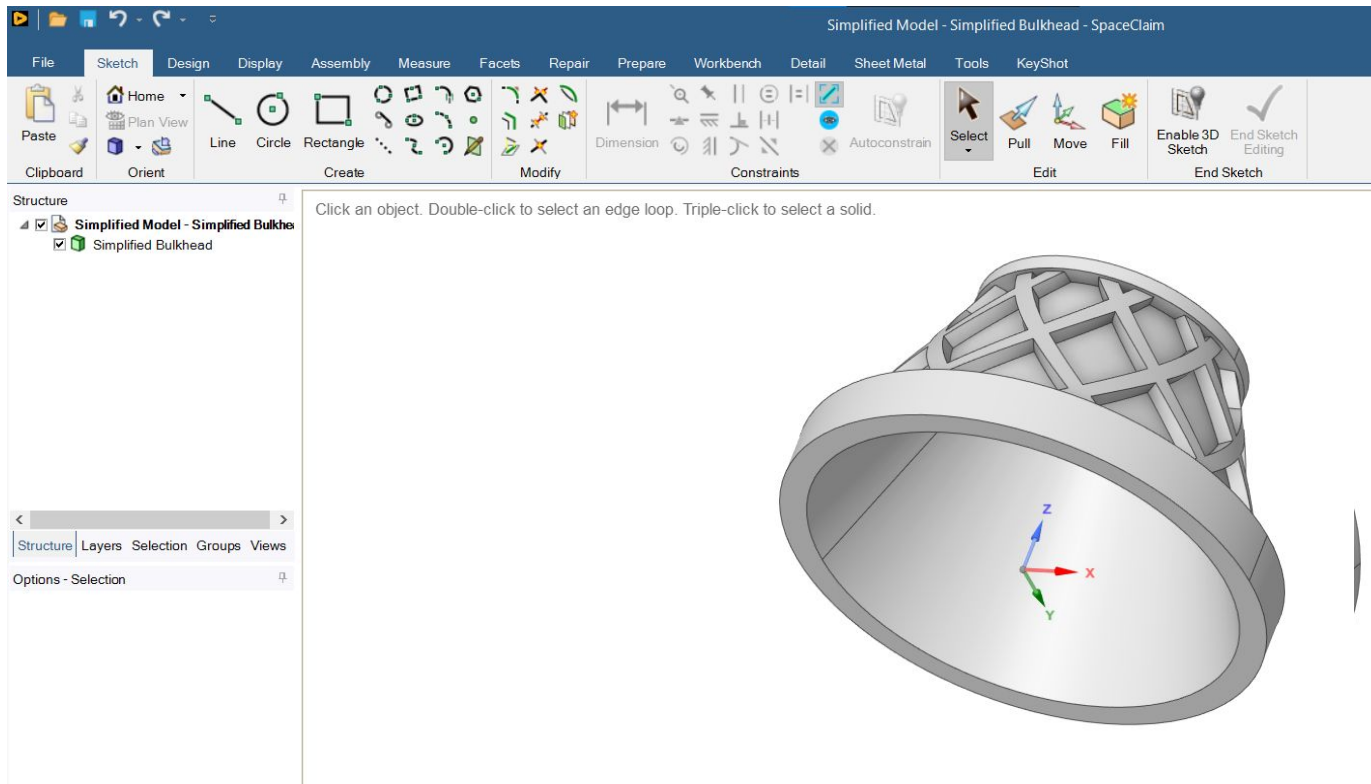 Simplified Model - Simplified Bulkhead - SpaceClaim
File Sketch Design Display Assembly Measure Facets Repair Prepare Workbench Detail Sheet Metal Tools KeyShot
Paste
Home
Plan View
Line Circle Rectangle
Dimension
Autoconstrain
Select Pull Move Fill
Enable 3D Sketch
End Sketch Editing
Clipboard Orient Create Modify Constraints Edit End Sketch
Structure
Click an object. Double-click to select an edge loop. Triple-click to select a solid.
Simplified Model - Simplified Bulkhe
Simplified Bulkhead
Z
X
Y
Structure Layers Selection Groups Views
Options - Selection